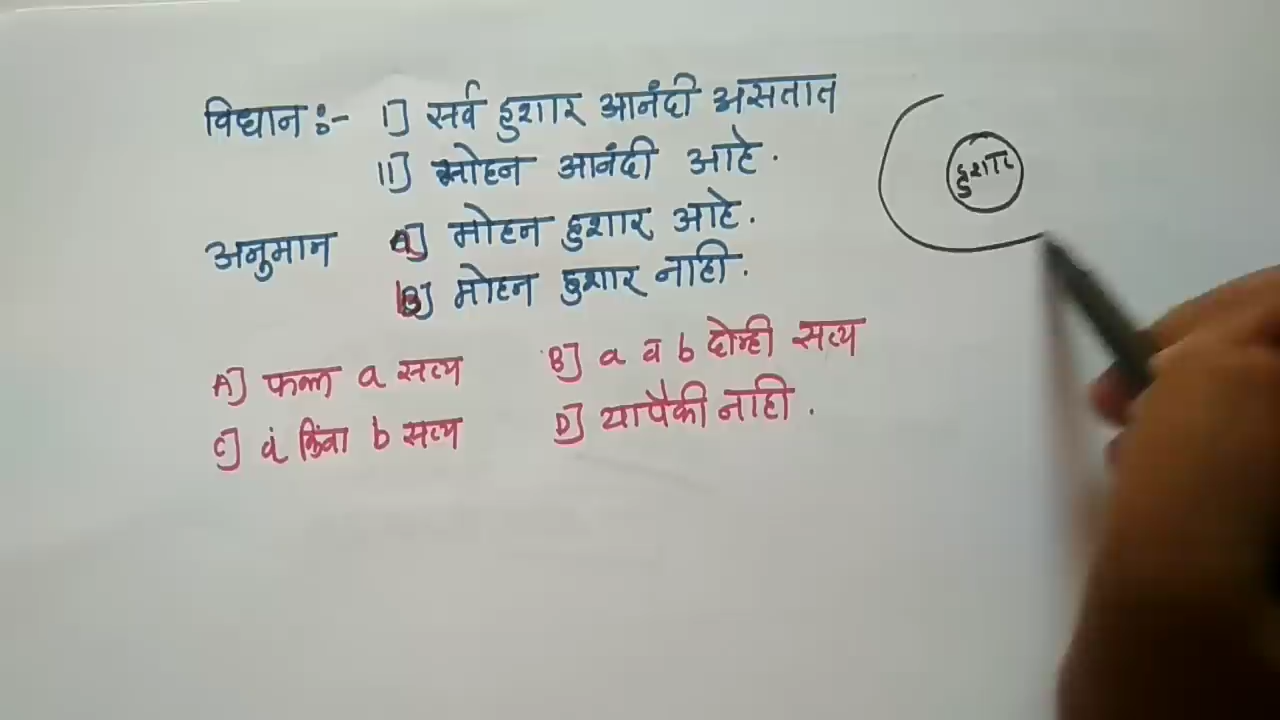 विधान :- I] सर्व हुशार आनंदी असतात
II] मोहन आनंदी आहे.
अनुमान a] मोहन हुशार आहे.
B] मोहन हुशार नाही.
A] फक्त a सत्य B] a व b दोन्ही सत्य
C] a किंवा b सत्य D] यापैकी नाही.
हुशार